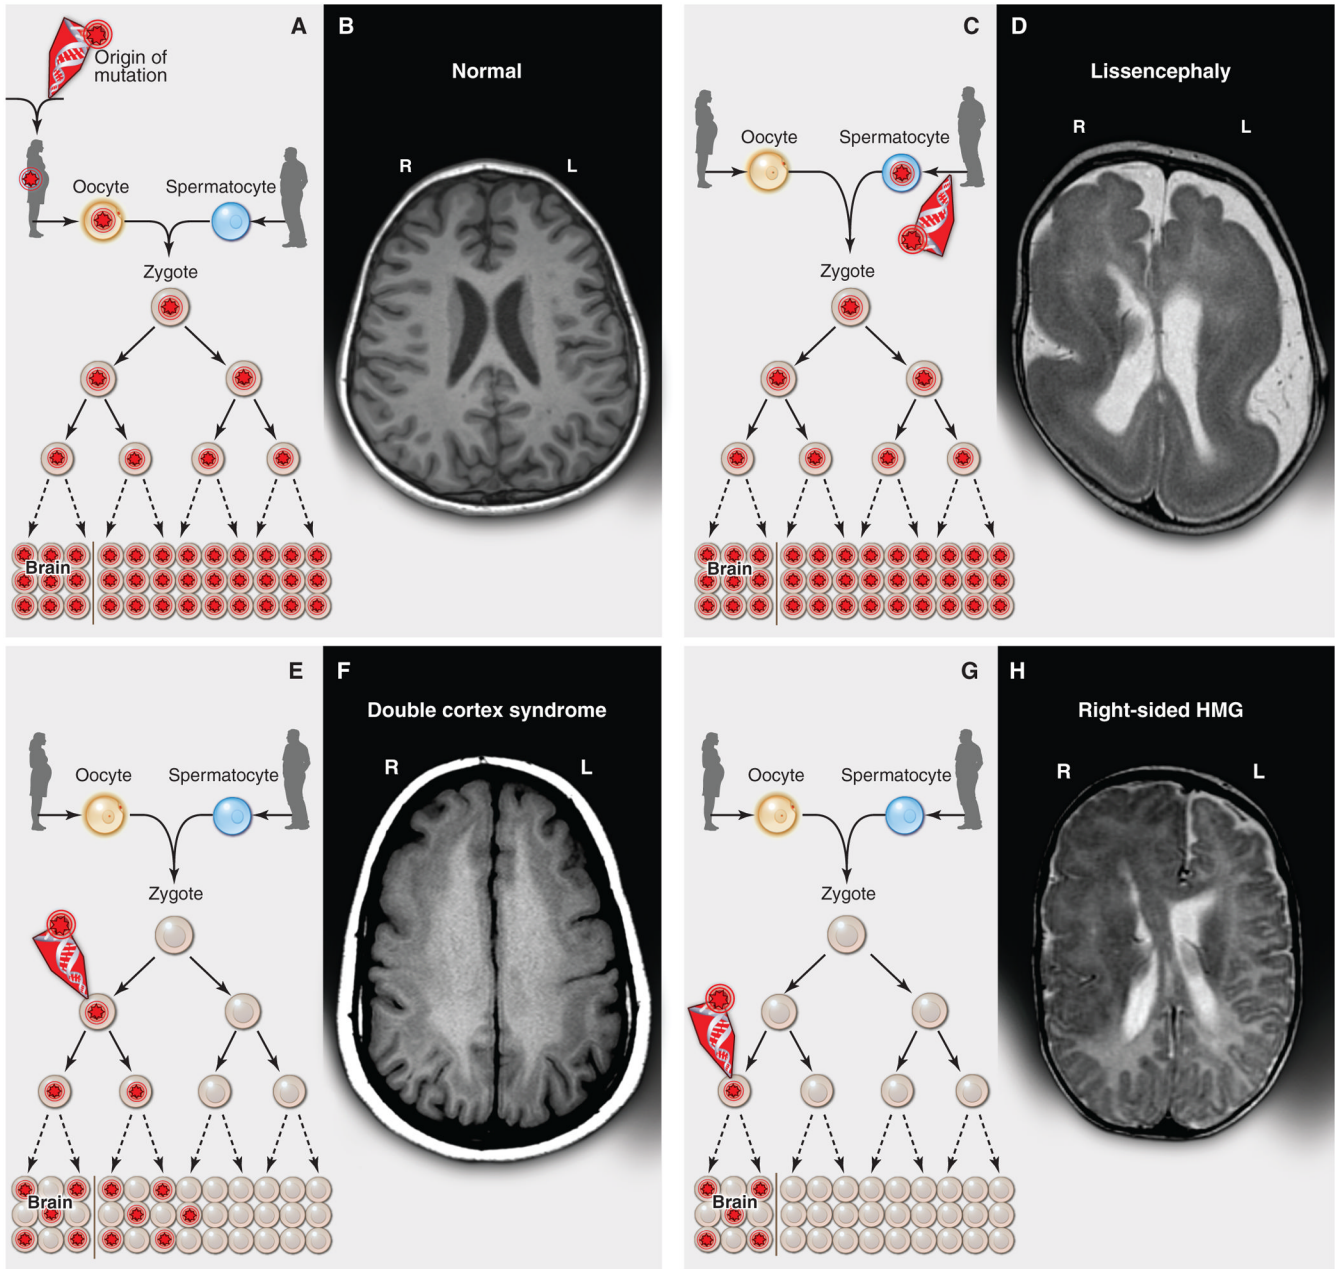 A
Origin of
mutation
Oocyte
Spermatocyte
Zygote
Brain
B
Normal
R
L
C
Oocyte
Spermatocyte
Zygote
Brain
D
Lissencephaly
R
L
E
Oocyte
Spermatocyte
Zygote
Brain
F
Double cortex syndrome
R
L
G
Oocyte
Spermatocyte
Zygote
Brain
H
Right-sided HMG
R
L